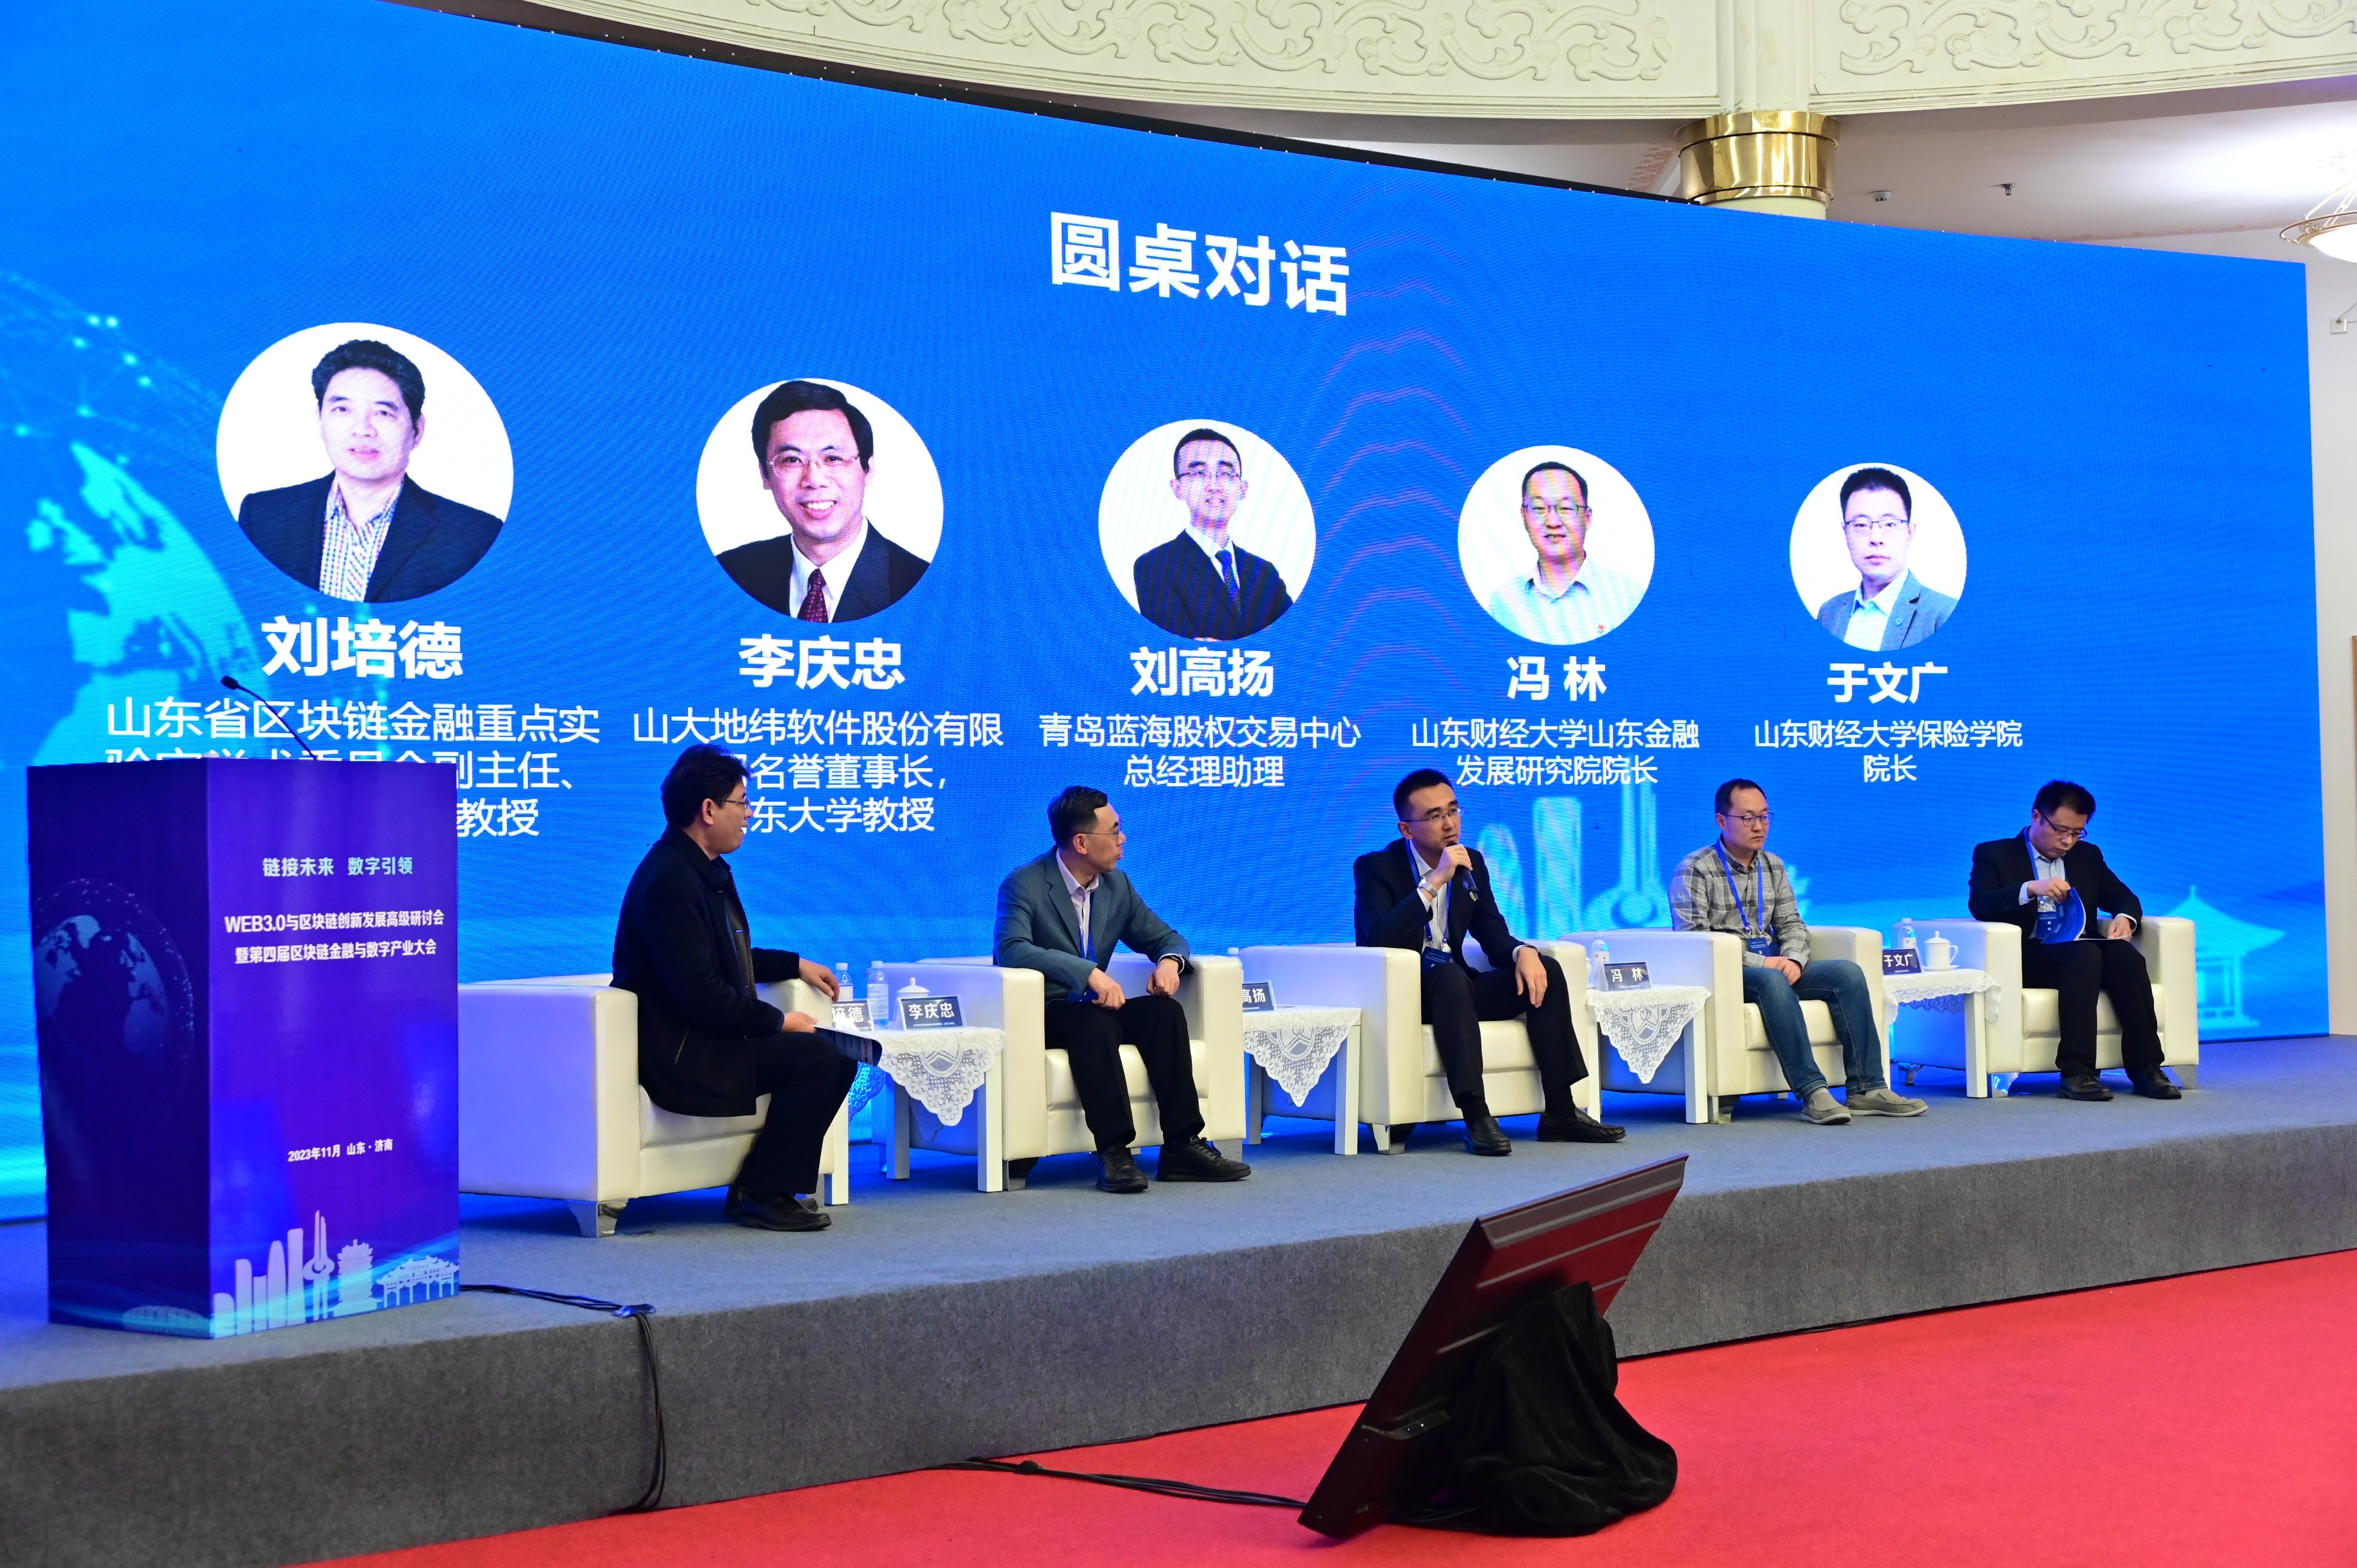 圆桌对话
刘培德
山东省区块链金融重点实
副主任、
教授
李庆忠
山大地纬软件股份有限
名誉董事长，
东大学教授
刘高扬
青岛蓝海股权交易中心
总经理助理
冯 林
山东财经大学山东金融
发展研究院院长
于文广
山东财经大学保险学院
院长
链接未来 数字引领
WEB3.0与区块链创新发展高级研讨会
暨第四届区块链金融与数字产业大会
2023年11月 山东·济南
培德
李庆忠
高扬
冯 林
于文广